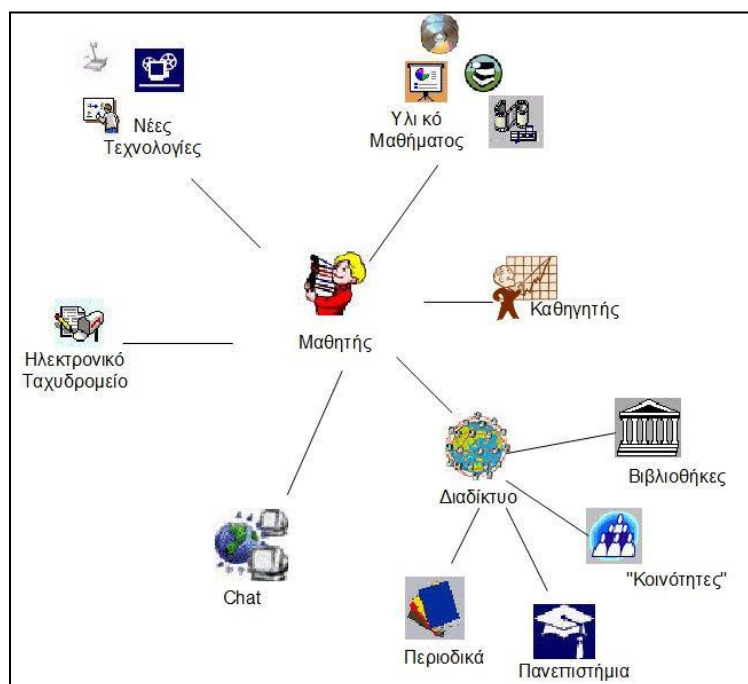 Νέες
Τεχνολογίες
Υλι κό
Μαθήματος
Καθηγητής
Μαθητής
Ηλεκτρονικό
Ταχυδρομείο
Βιβλιοθήκες
Διαδίκτυο
"Κοινότητες"
Chat
Περιοδικά
Πανεπιστήμια